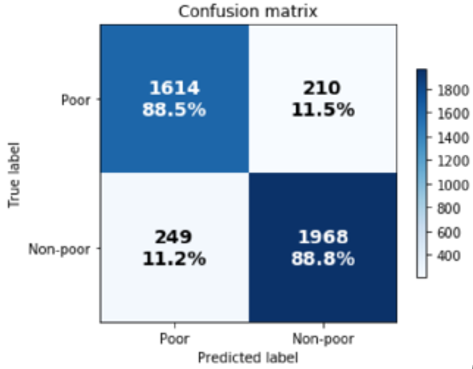 Confusion matrix
Poor
1614
88.5%
210
11.5%
Non-poor
249
11.2%
1968
88.8%
True label
Poor
Non-poor
Predicted label
1800
1600
1400
1200
1000
800
600
400